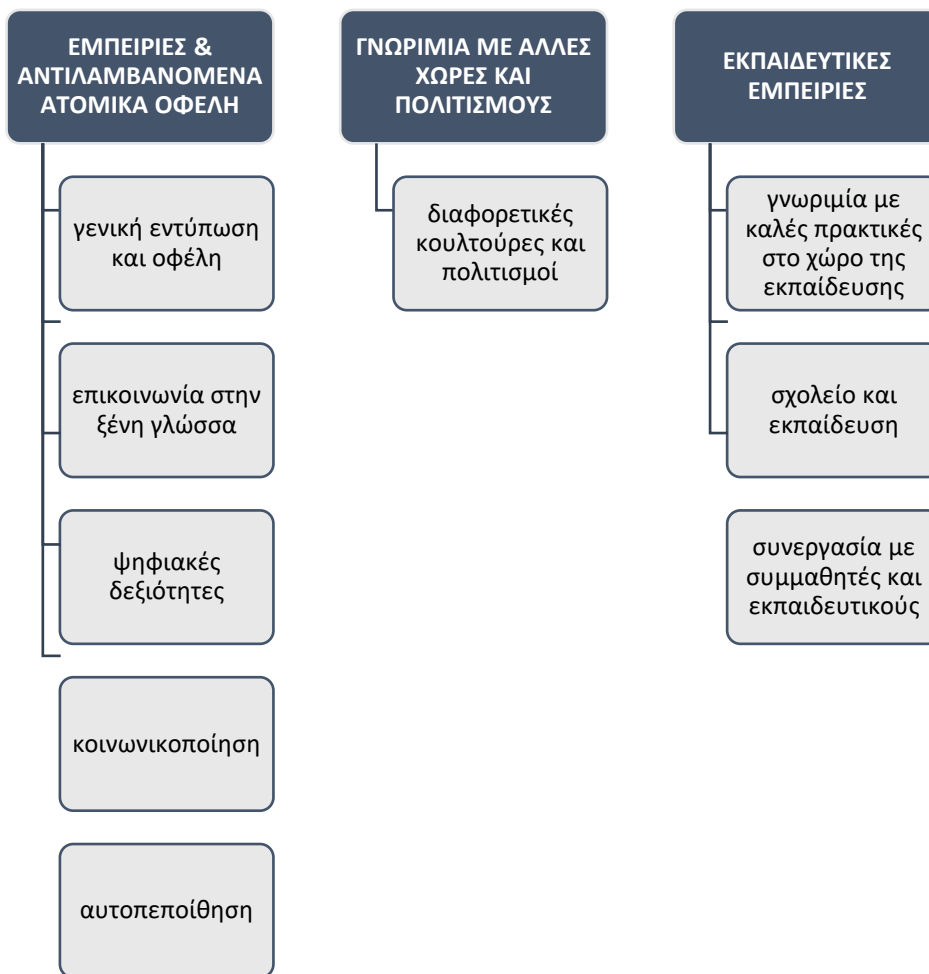 ΕΜΠΕΙΡΙΕΣ &
ΑΝΤΙΛΑΜΒΑΝΟΜΕΝΑ
ΑΤΟΜΙΚΑ ΟΦΕΛΗ
γενική εντύπωση
και οφέλη
επικοινωνία στην
ξένη γλώσσα
ψηφιακές
δεξιότητες
κοινωνικοποίηση
αυτοπεποίθηση
ΓΝΩΡΙΜΙΑ ΜΕ ΑΛΛΕΣ
ΧΩΡΕΣ ΚΑΙ
ΠΟΛΙΤΙΣΜΟΥΣ
διαφορετικές
κουλτούρες και
πολιτισμοί
ΕΚΠΑΙΔΕΥΤΙΚΕΣ
ΕΜΠΕΙΡΙΕΣ
γνωριμία με
καλές πρακτικές
στο χώρο της
εκπαίδευσης
σχολείο και
εκπαίδευση
συνεργασία με
συμμαθητές και
εκπαιδευτικούς